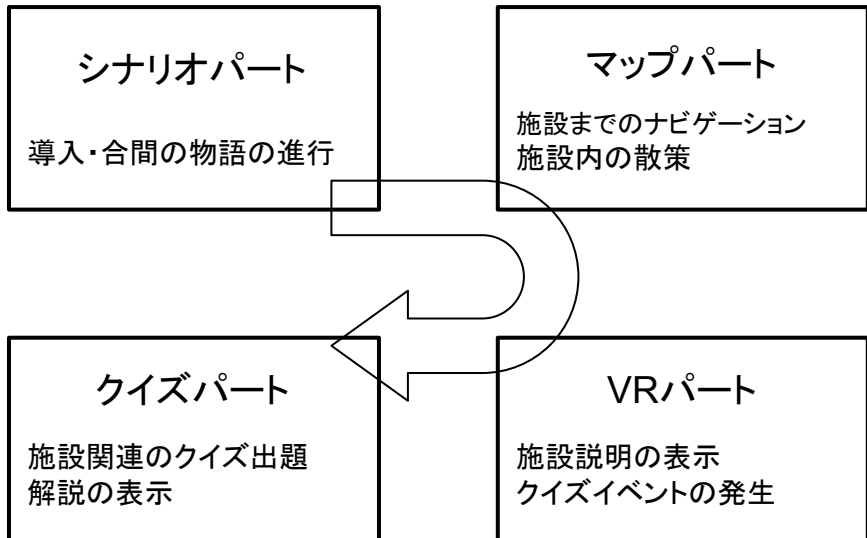 シナリオパート
導入・合間の物語の進行
マップパート
施設までのナビゲーション
施設内の散策
クイズパート
施設関連のクイズ出題
解説の表示
VRパート
施設説明の表示
クイズイベントの発生